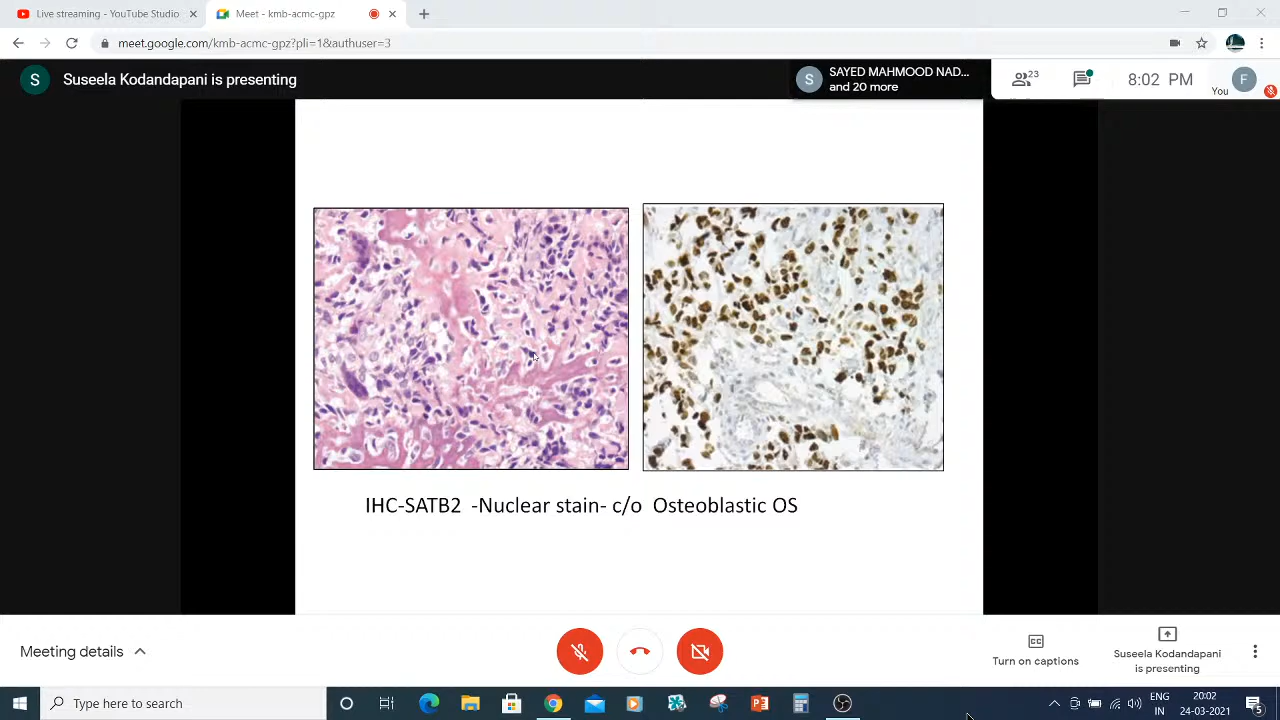 Live streaming - YouTube Studio
Meet - kmb-acmc-gpz
meet.google.com/kmb-acmc-gpz?pli=1&authuser=3
S
Suseela Kodandapani is presenting
S
SAYED MAHMOOD NAD...
and 20 more
23
8:02 PM
You
F
IHC-SATB2 -Nuclear stain- c/o Osteoblastic OS
Meeting details
CC
Turn on captions
Suseela Kodandapani
is presenting
Type here to search
ENG
IN
20:02
24-03-2021
5